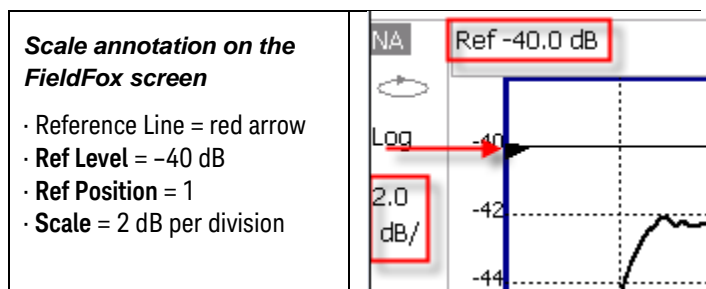 Scale annotation on the
FieldFox screen
· Reference Line = red arrow
· Ref Level = –40 dB
· Ref Position = 1
· Scale = 2 dB per division
NA
Ref -40.0 dB
Log
-40
2.0
dB/
-42
-44